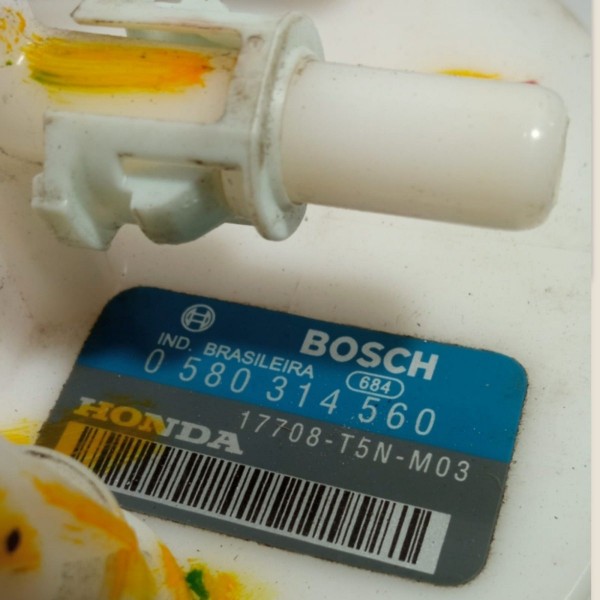 BOSCH
IND. BRASILEIRA 684
0 580 314 560
HONDA 17708-T5N-M03